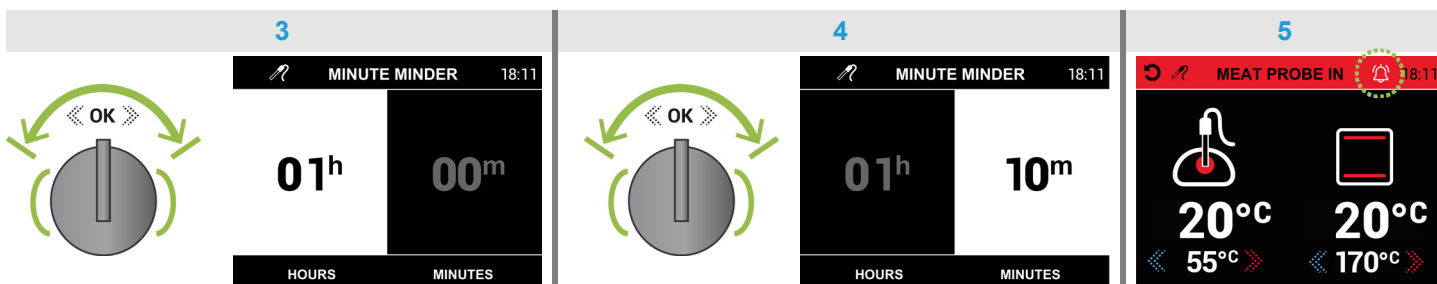 3
OK
MINUTE MINDER 18:11
01h 00m
HOURS MINUTES
4
OK
MINUTE MINDER 18:11
01h 10m
HOURS MINUTES
5
MEAT PROBE IN 18:11
20°C 20°C
55°C 170°C